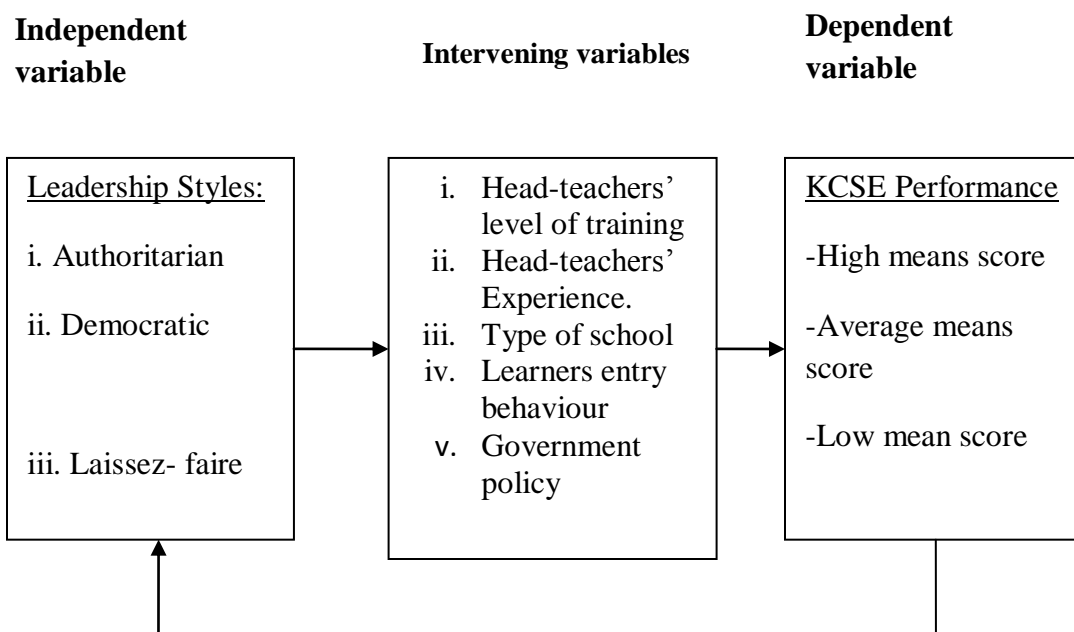 Independent
variable
Intervening variables
Dependent
variable
Leadership Styles:
i. Authoritarian
ii. Democratic
iii. Laissez- faire
i. Head-teachers’
level of training
ii. Head-teachers’
Experience.
iii. Type of school
iv. Learners entry
behaviour
v. Government
policy
KCSE Performance
-High means score
-Average means
score
-Low mean score